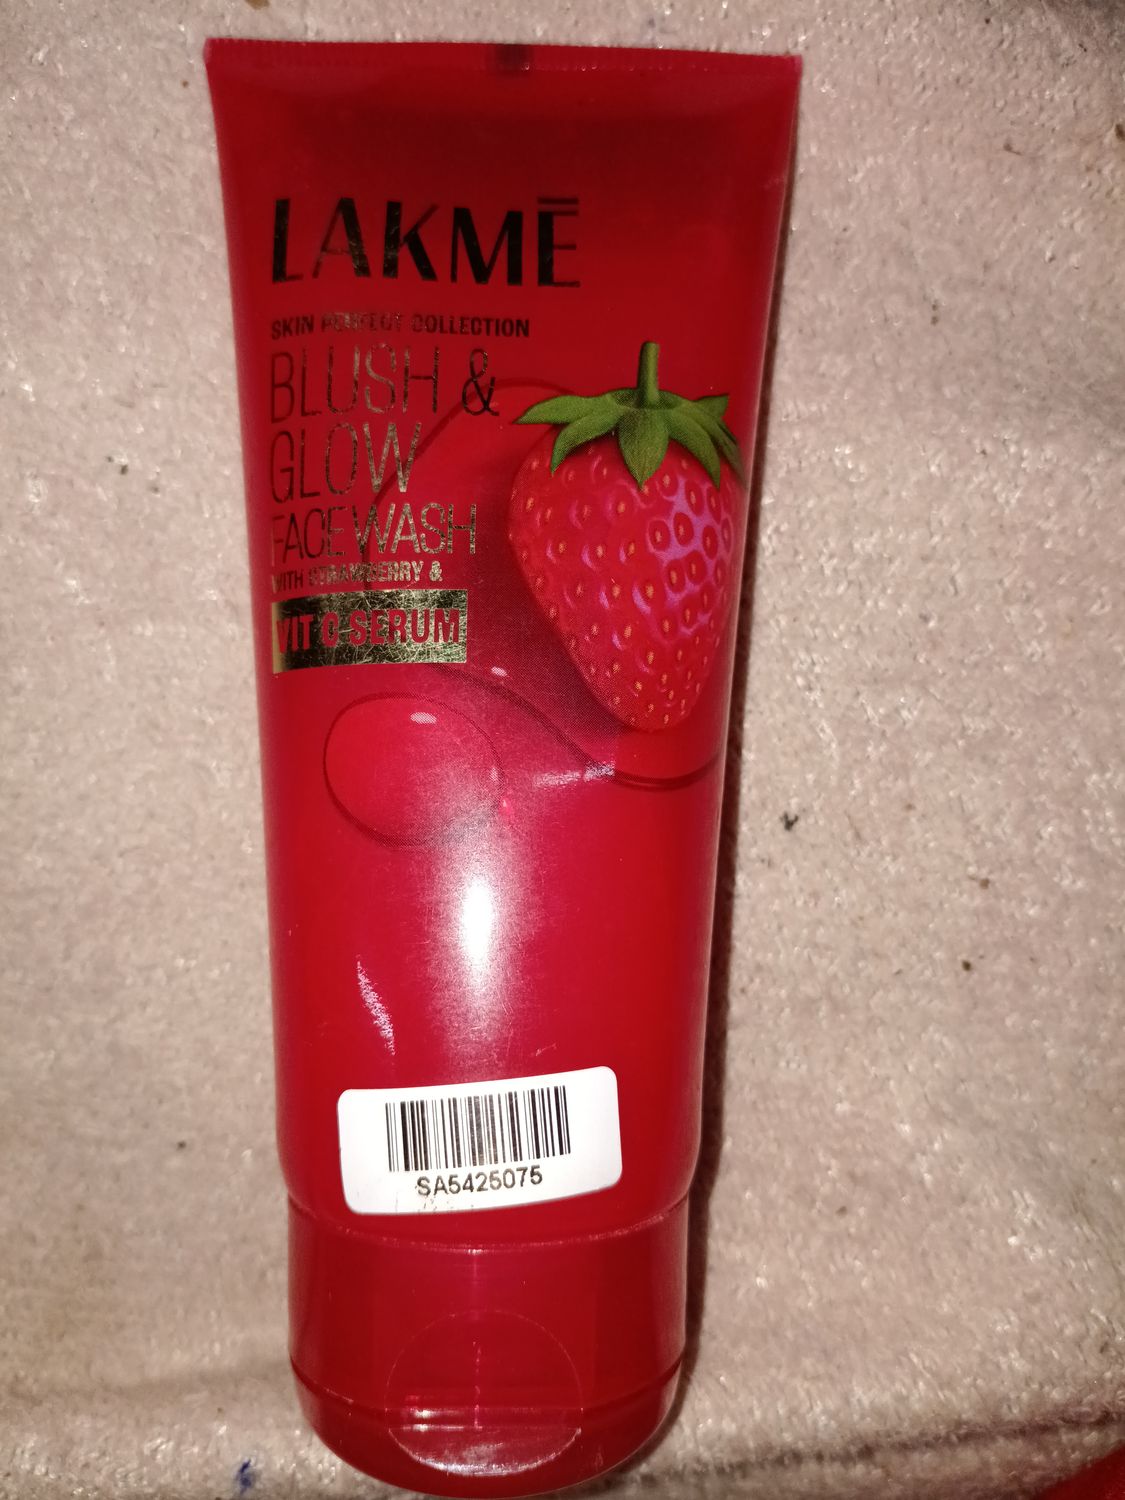 LAKMĒ
SKIN PERFECT COLLECTION
BLUSH &
GLOW
FACEWASH
WITH STRAWBERRY &
VIT C SERUM
SA5425075